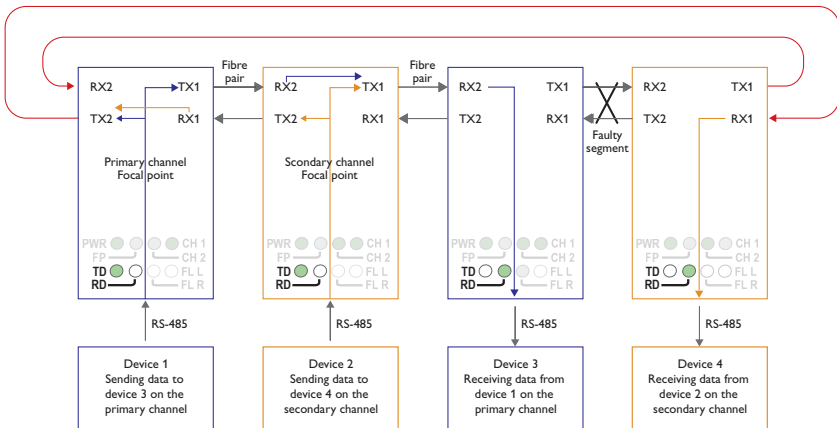 Fibre
pair
Fibre
pair
RX2
TX1
RX2
TX1
RX2
TX1
RX2
TX1
TX2
RX1
TX2
RX1
TX2
RX1
TX2
RX1
Faulty
segment
Primary channel
Focal point
Scondary channel
Focal point
PWR CH 1
FP CH 2
TD FL L
RD FL R
PWR CH 1
FP CH 2
TD FL L
RD FL R
PWR CH 1
FP CH 2
TD FL L
RD FL R
PWR CH 1
FP CH 2
TD FL L
RD FL R
RS-485
RS-485
RS-485
RS-485
Device 1
Sending data to
device 3 on the
primary channel
Device 2
Sending data to
device 4 on the
secondary channel
Device 3
Receiving data from
device 1 on the
primary channel
Device 4
Receiving data from
device 2 on the
secondary channel